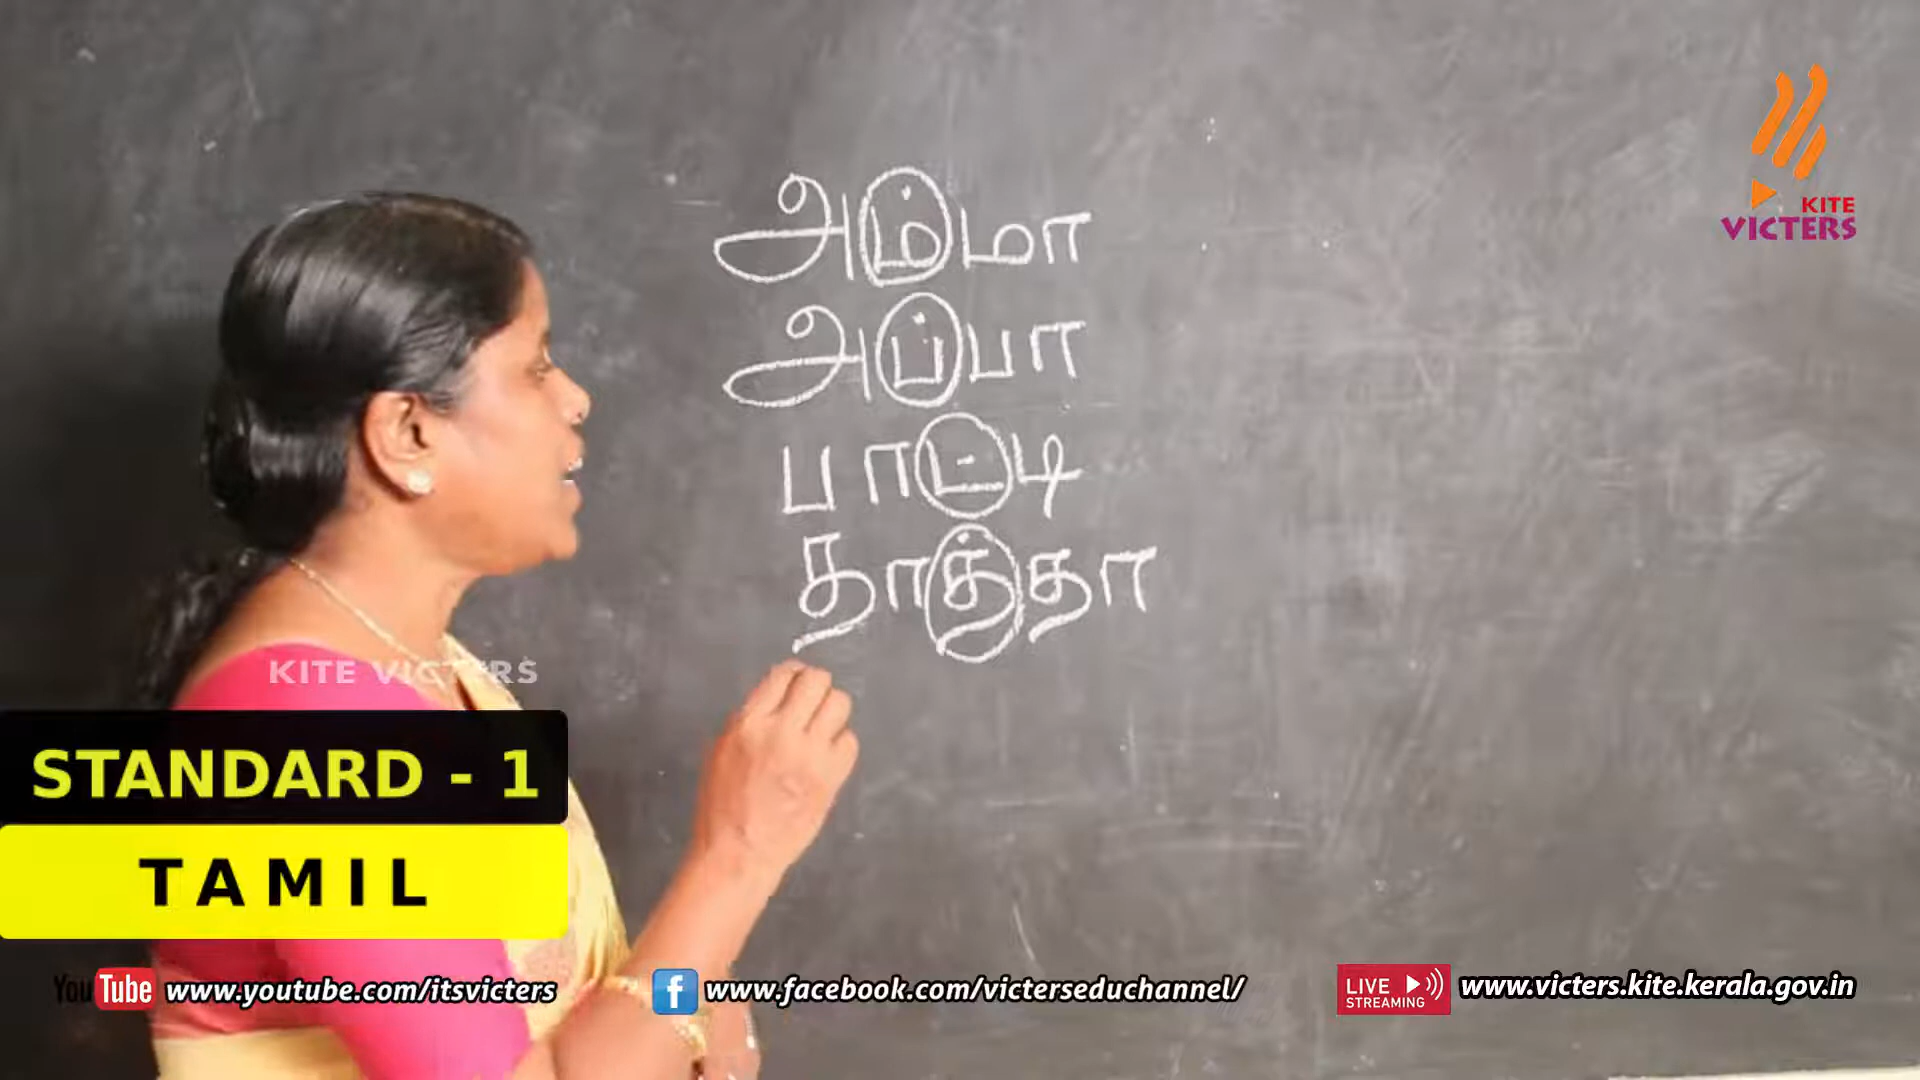 அம்மா
KITE
VICTERS
அப்பா
பாட்டி
தாத்தா
KITE VICTERS
STANDARD - 1
TAMIL
YouTube www.youtube.com/itsvicters
f www.facebook.com/victerseduchannel/
LIVE STREAMING www.victers.kite.kerala.gov.in